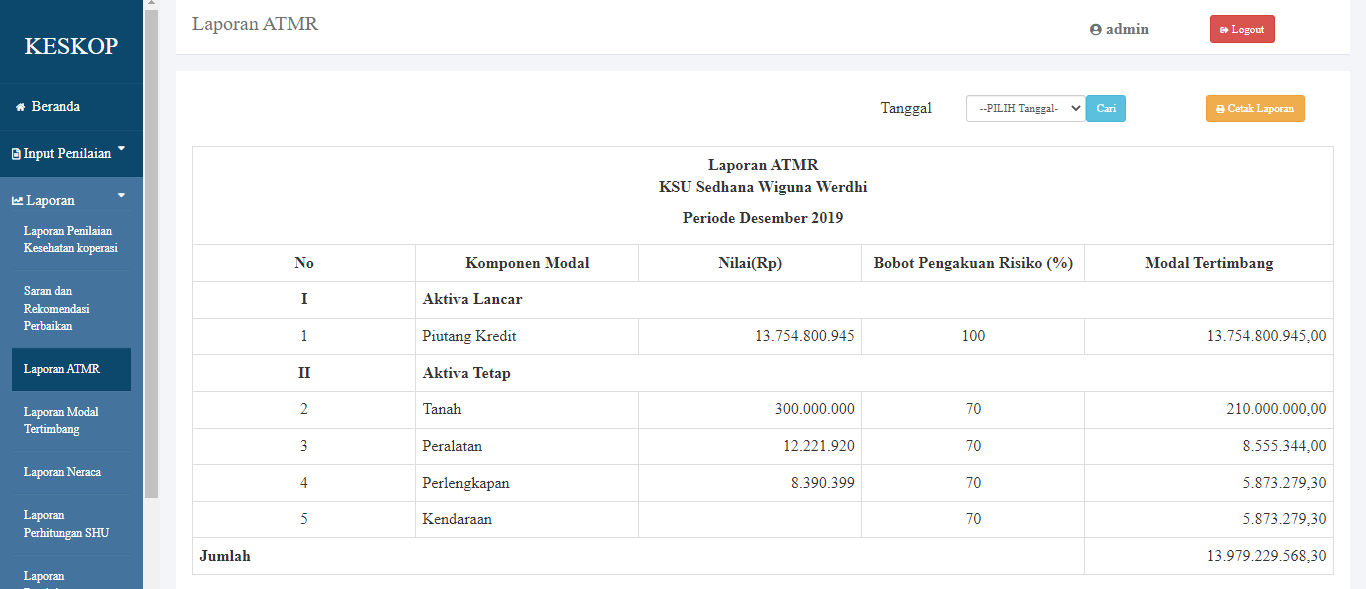 KESKOP
Beranda
Input Penilaian
Laporan
Laporan Penilaian
Kesehatan koperasi
Saran dan
Rekomendasi
Perbaikan
Laporan ATMR
Laporan Modal
Tertimbang
Laporan Neraca
Laporan
Perhitungan SHU
Laporan
Laporan ATMR
admin
Logout
Tanggal
--PILIH Tanggal-
Cari
Cetak Laporan
Laporan ATMR
KSU Sedhana Wiguna Werdhi
Periode Desember 2019
No Komponen Modal Nilai(Rp) Bobot Pengakuan Risiko (%) Modal Tertimbang
I Aktiva Lancar
1 Piutang Kredit 13.754.800.945 100 13.754.800.945,00
II Aktiva Tetap
2 Tanah 300.000.000 70 210.000.000,00
3 Peralatan 12.221.920 70 8.555.344,00
4 Perlengkapan 8.390.399 70 5.873.279,30
5 Kendaraan 70 5.873.279,30
Jumlah 13.979.229.568,30